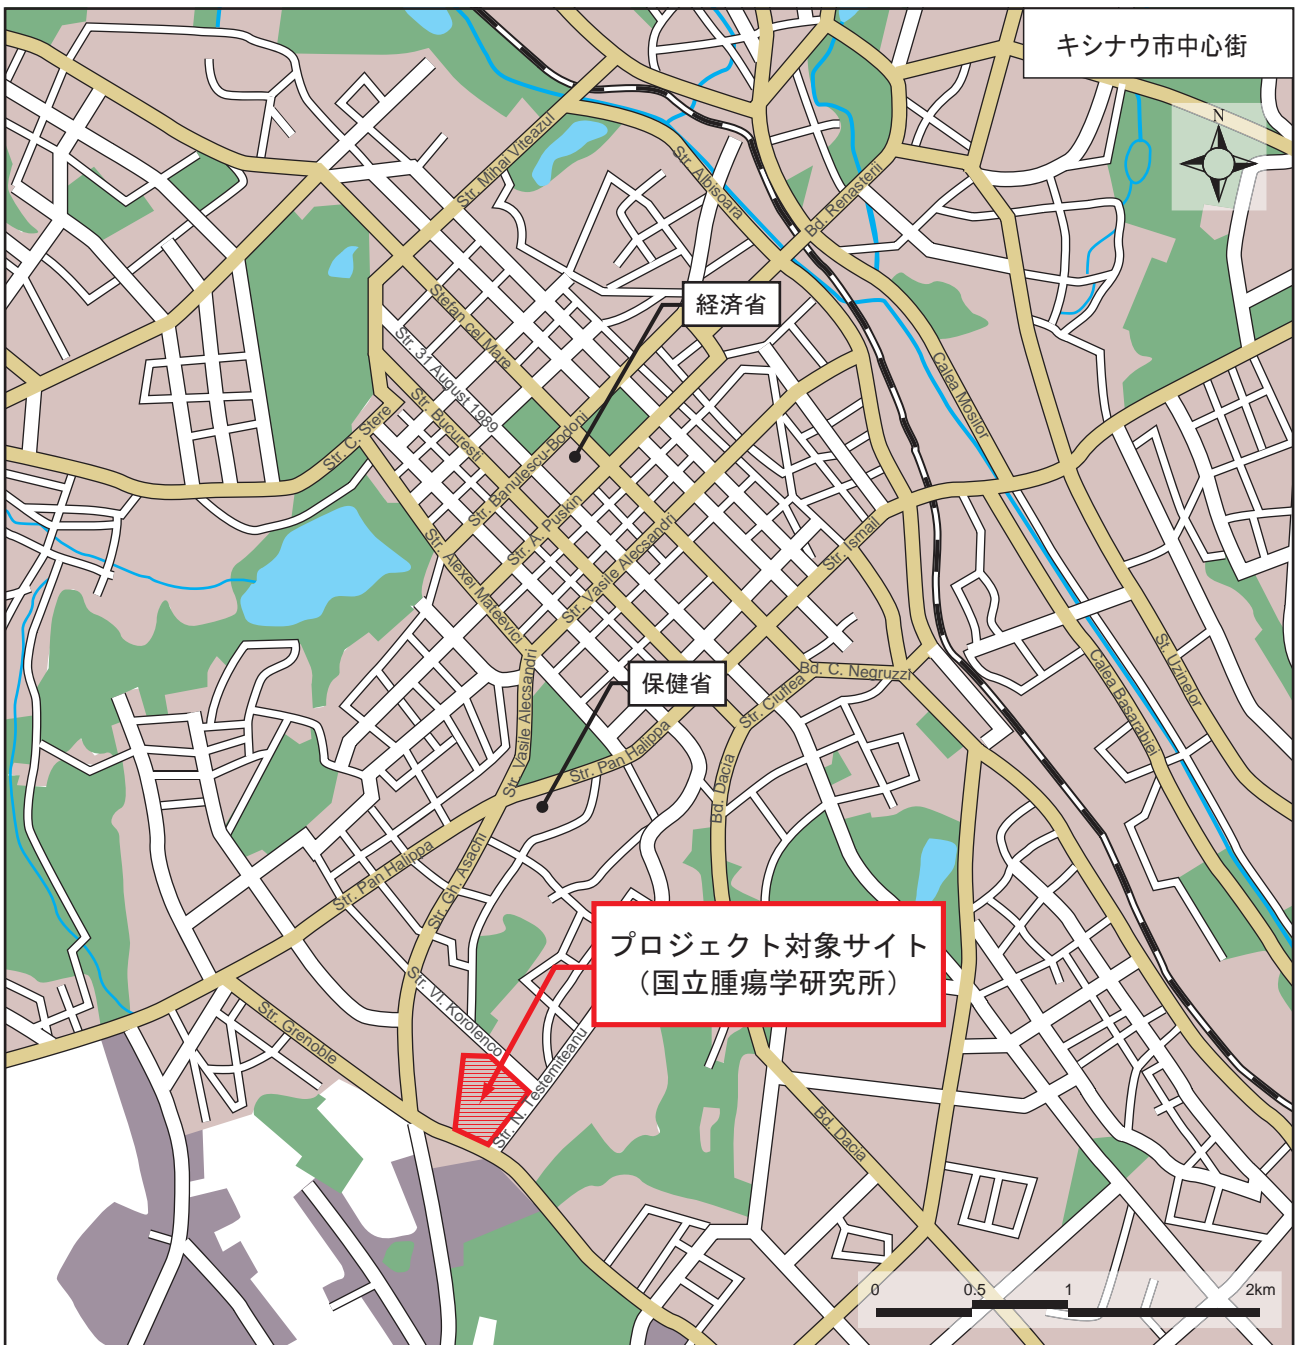 キシナウ市中心街
N
Str. Mihai Viteazul
Str. Albisoara
Bd. Renasterii
経済省
Stefan cel Mare
Str. 31 August 1989
Calea Mosilor
Str. Bucuresti
Str. C. Stere
Str. Banulescu-Bodoni
Str. A. Puskin
Str. Ismail
Str. Alexei Mateevici
Str. Vasile Alecsandri
St. Uzinelor
保健省
Bd. C. Negruzzi
Calea Basarabiei
Str. Vasile Alecsandri
Str. Ciuflea
Str. Pan Halippa
Bd. Dacia
Str. Pan Halippa
Str. Gh. Asachi
プロジェクト対象サイト
（国立腫瘍学研究所）
Str. Vl. Korolenco
Str. Grenoble
Str. N. Testemiteanu
Bd. Dacia
0 0.5 1 2km